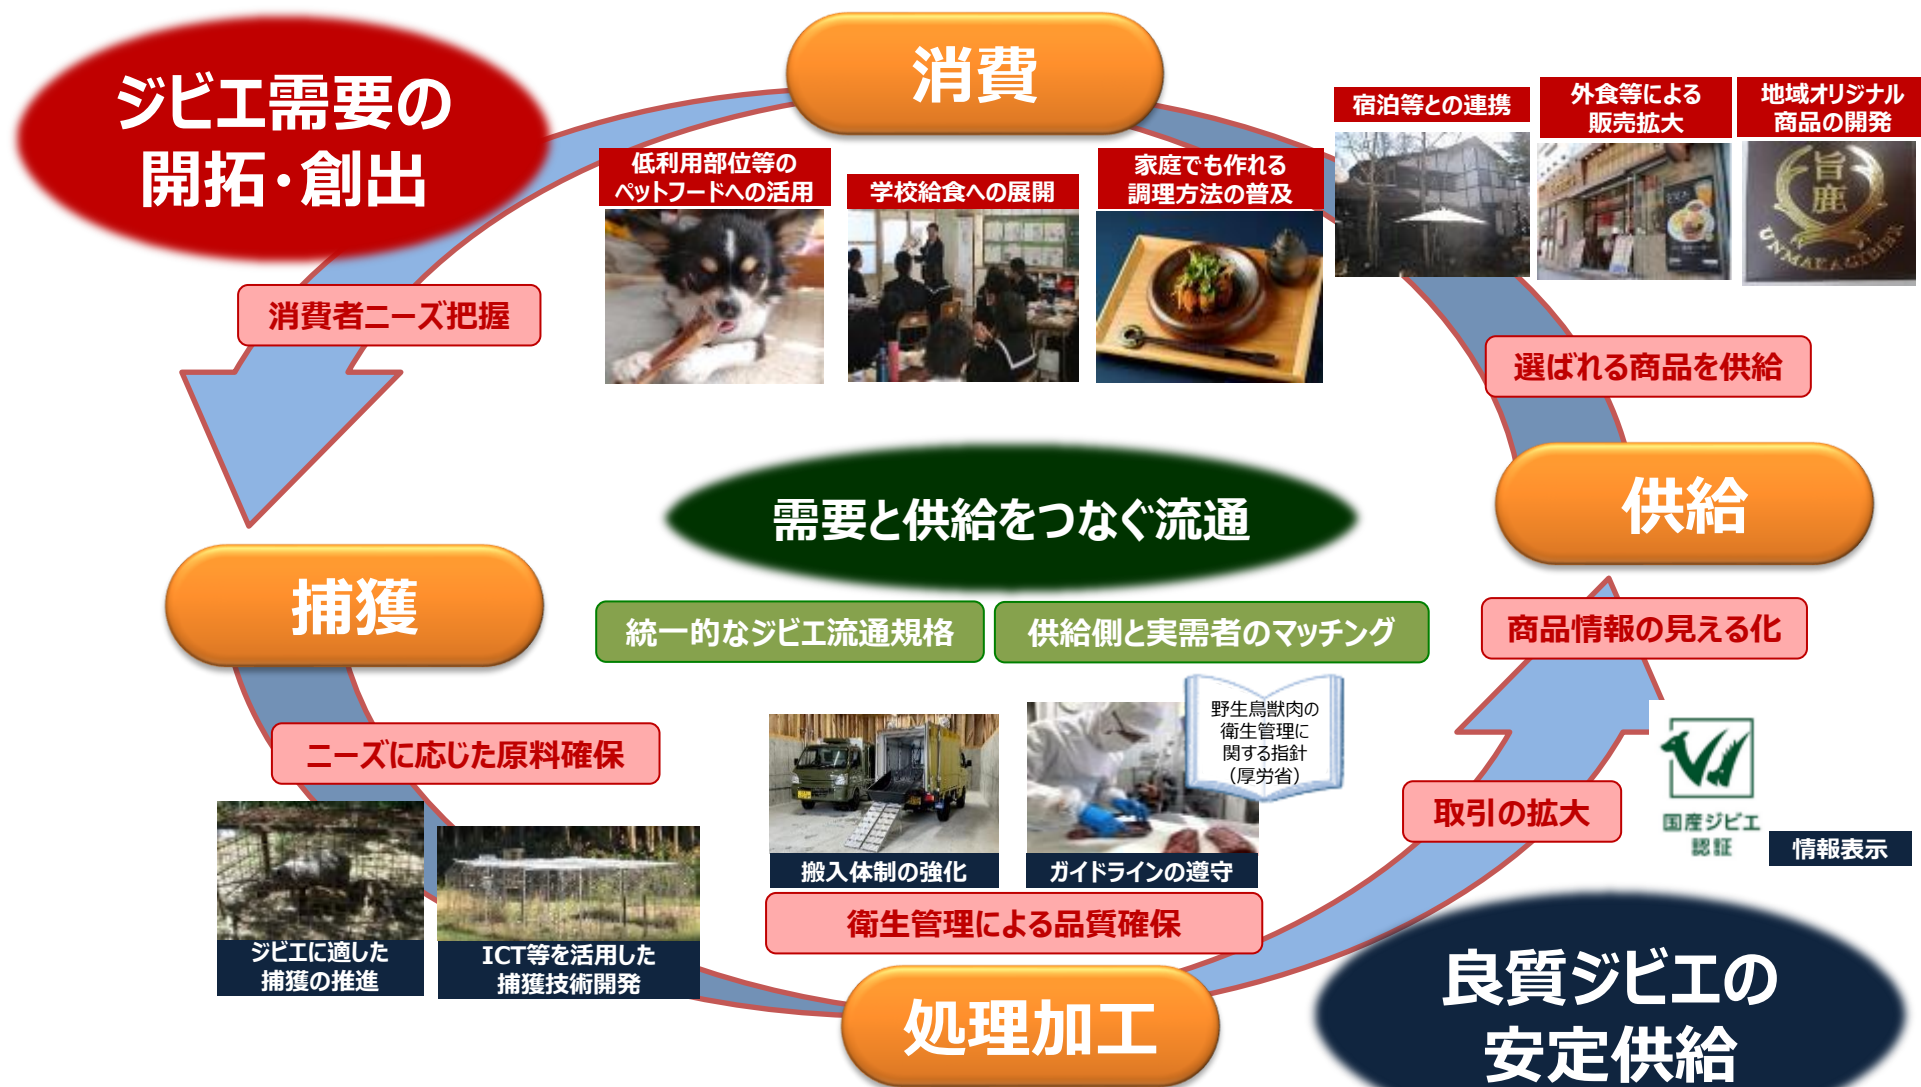 ジビエ需要の
開拓・創出
消費
低利用部位等の
ペットフードへの活用
学校給食への展開
家庭でも作れる
調理方法の普及
宿泊等との連携
外食等による
販売拡大
地域オリジナル
商品の開発
旨鹿
消費者ニーズ把握
選ばれる商品を供給
需要と供給をつなぐ流通
供給
捕獲
統一的なジビエ流通規格
供給側と実需者のマッチング
商品情報の見える化
ニーズに応じた原料確保
野生鳥獣肉の
衛生管理に
関する指針
（厚労省）
取引の拡大
国産ジビエ
認証
情報表示
搬入体制の強化
ガイドラインの遵守
衛生管理による品質確保
ジビエに適した
捕獲の推進
ICT等を活用した
捕獲技術開発
処理加工
良質ジビエの
安定供給